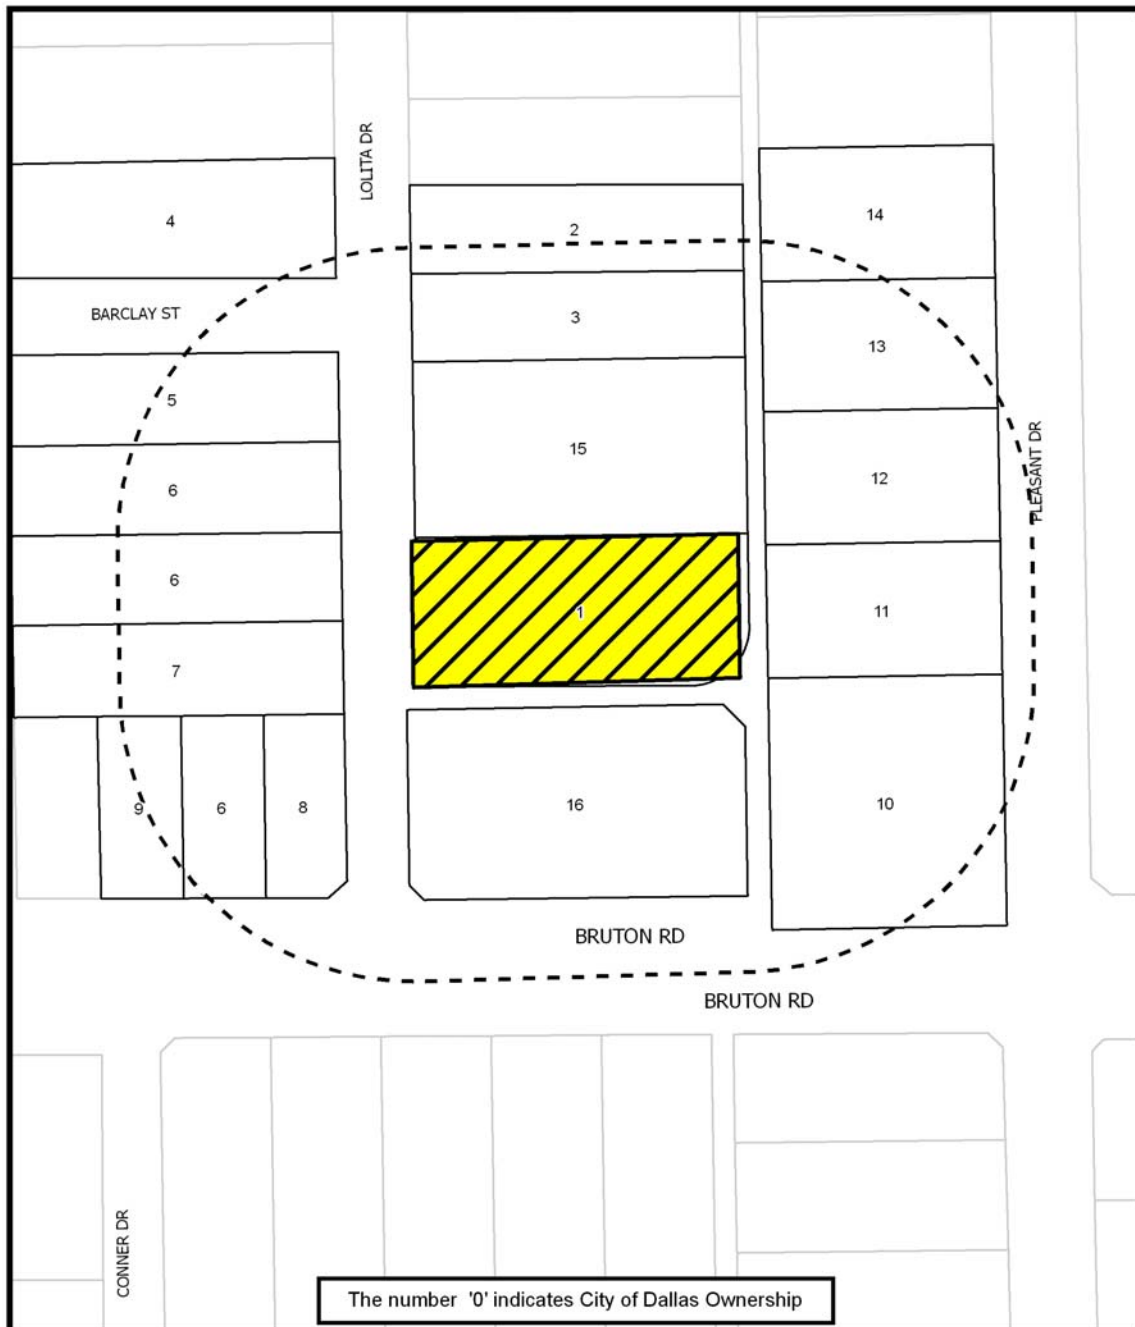 LOLITA DR
4
2
14
BARCLAY ST
3
13
5
15
12
PLEASANT DR
6
6
1
11
7
9
6
8
16
10
BRUTON RD
BRUTON RD
CONNER DR
The number '0' indicates City of Dallas Ownership